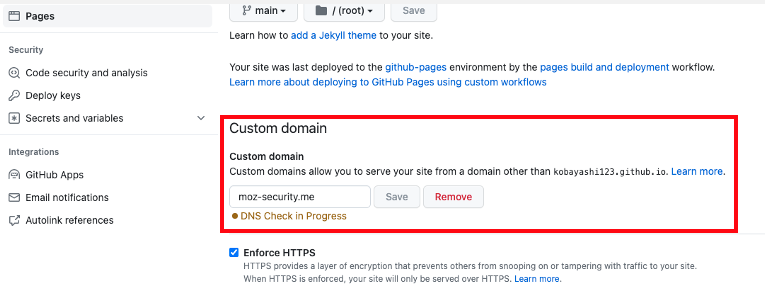 Pages
Security
Code security and analysis
Deploy keys
Secrets and variables
Integrations
GitHub Apps
Email notifications
Autolink references
main / (root) Save
Learn how to add a Jekyll theme to your site.
Your site was last deployed to the github-pages environment by the pages build and deployment workflow.
Learn more about deploying to GitHub Pages using custom workflows
Custom domain
Custom domain
Custom domains allow you to serve your site from a domain other than kobayashi123.github.io. Learn more.
moz-security.me Save Remove
DNS Check in Progress
Enforce HTTPS
HTTPS provides a layer of encryption that prevents others from snooping on or tampering with traffic to your site.
When HTTPS is enforced, your site will only be served over HTTPS. Learn more.